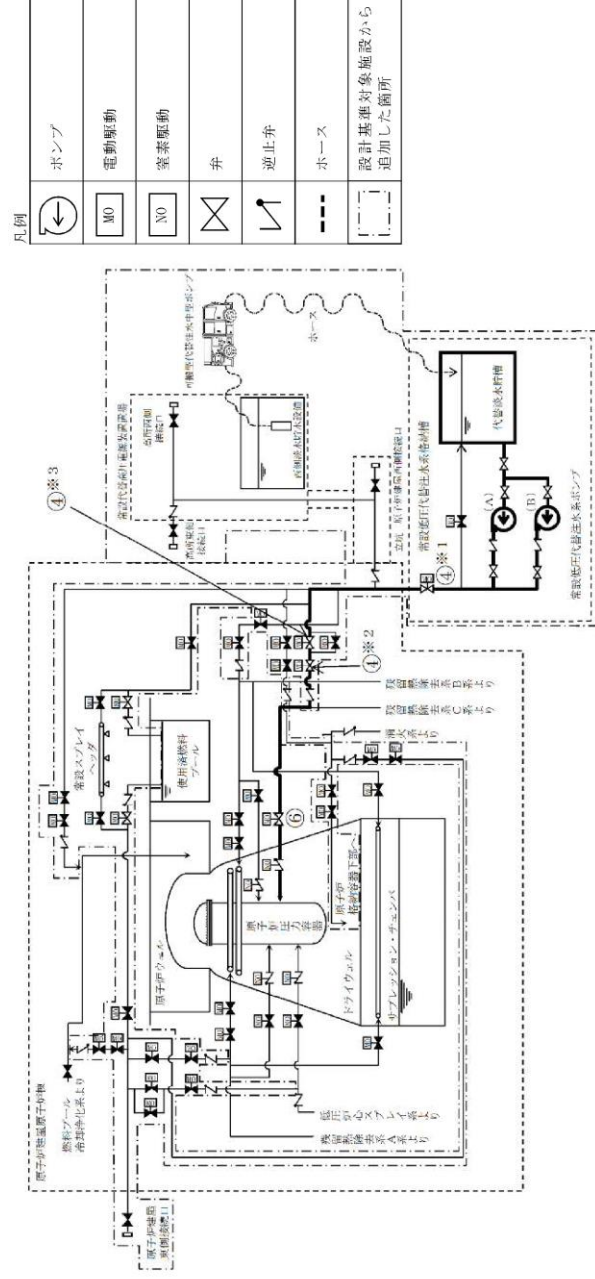 凡例
ポンプ
MO
電動駆動
NO
窒素駆動
弁
逆止弁
ホース
設計基準対象施設から
追加した箇所
可搬型代替注水中型ポンプ
ホース
常設代替高圧電源装置置場
高所西側
接続口
高所東側
接続口
西側淡水貯水設備
④※3
立坑
原子炉建屋西側接続口
常設低圧代替注水系格納槽
代替淡水貯槽
(A)
(B)
常設低圧代替注水系ポンプ
④※1
④※2
原子炉建屋原子炉棟
常設スプレイ
ヘッダ
使用済燃料
プール
燃料プール
冷却浄化系より
原子炉ウェル
原子炉
圧力容器
⑥
ドライウェル
原子炉
格納容器下部へ
サプレッション・チェンバ
残留熱除去系B系より
残留熱除去系C系より
消火系より
低圧炉心スプレイ系より
残留熱除去系A系より
原子炉建屋
東側接続口